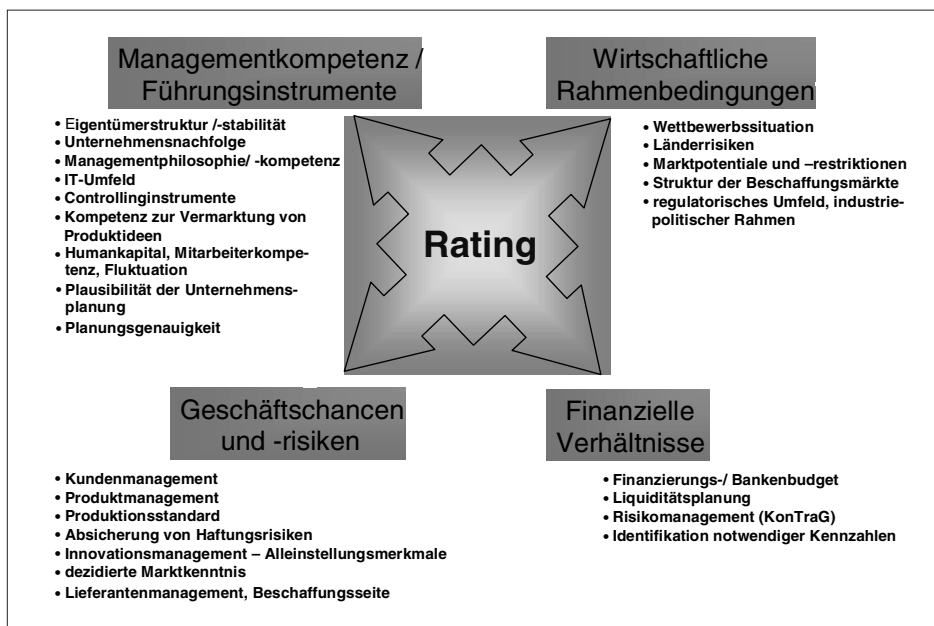 Managementkompetenz /
Führungsinstrumente
• Eigentümerstruktur /-stabilität
• Unternehmensnachfolge
• Managementphilosophie/ -kompetenz
• IT-Umfeld
• Controllinginstrumente
• Kompetenz zur Vermarktung von
Produktideen
• Humankapital, Mitarbeiterkompe-
tenz, Fluktuation
• Plausibilität der Unternehmens-
planung
• Planungsgenauigkeit
Wirtschaftliche
Rahmenbedingungen
• Wettbewerbssituation
• Länderrisiken
• Marktpotentiale und –restriktionen
• Struktur der Beschaffungsmärkte
• regulatorisches Umfeld, industrie-
politischer Rahmen
Rating
Geschäftschancen
und -risiken
• Kundenmanagement
• Produktmanagement
• Produktionsstandard
• Absicherung von Haftungsrisiken
• Innovationsmanagement – Alleinstellungsmerkmale
• dezidierte Marktkenntnis
• Lieferantenmanagement, Beschaffungsseite
Finanzielle
Verhältnisse
• Finanzierungs-/ Bankenbudget
• Liquiditätsplanung
• Risikomanagement (KonTraG)
• Identifikation notwendiger Kennzahlen